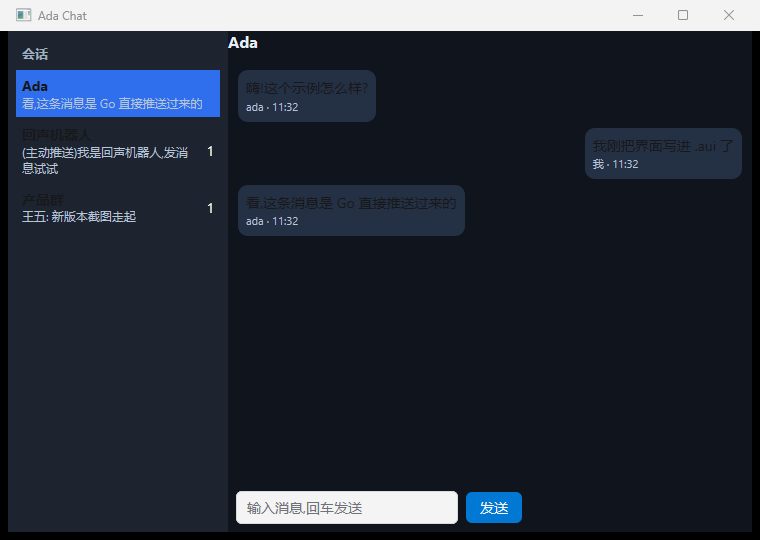 Ada Chat
会话
Ada
看,这条消息是 Go 直接推送过来的
回声机器人
(主动推送)我是回声机器人,发消
息试试
1
产品群
王五: 新版本截图走起
1
Ada
嗨!这个示例怎么样?
ada · 11:32
我刚把界面写进 .aui 了
我 · 11:32
看,这条消息是 Go 直接推送过来的
ada · 11:32
输入消息,回车发送
发送